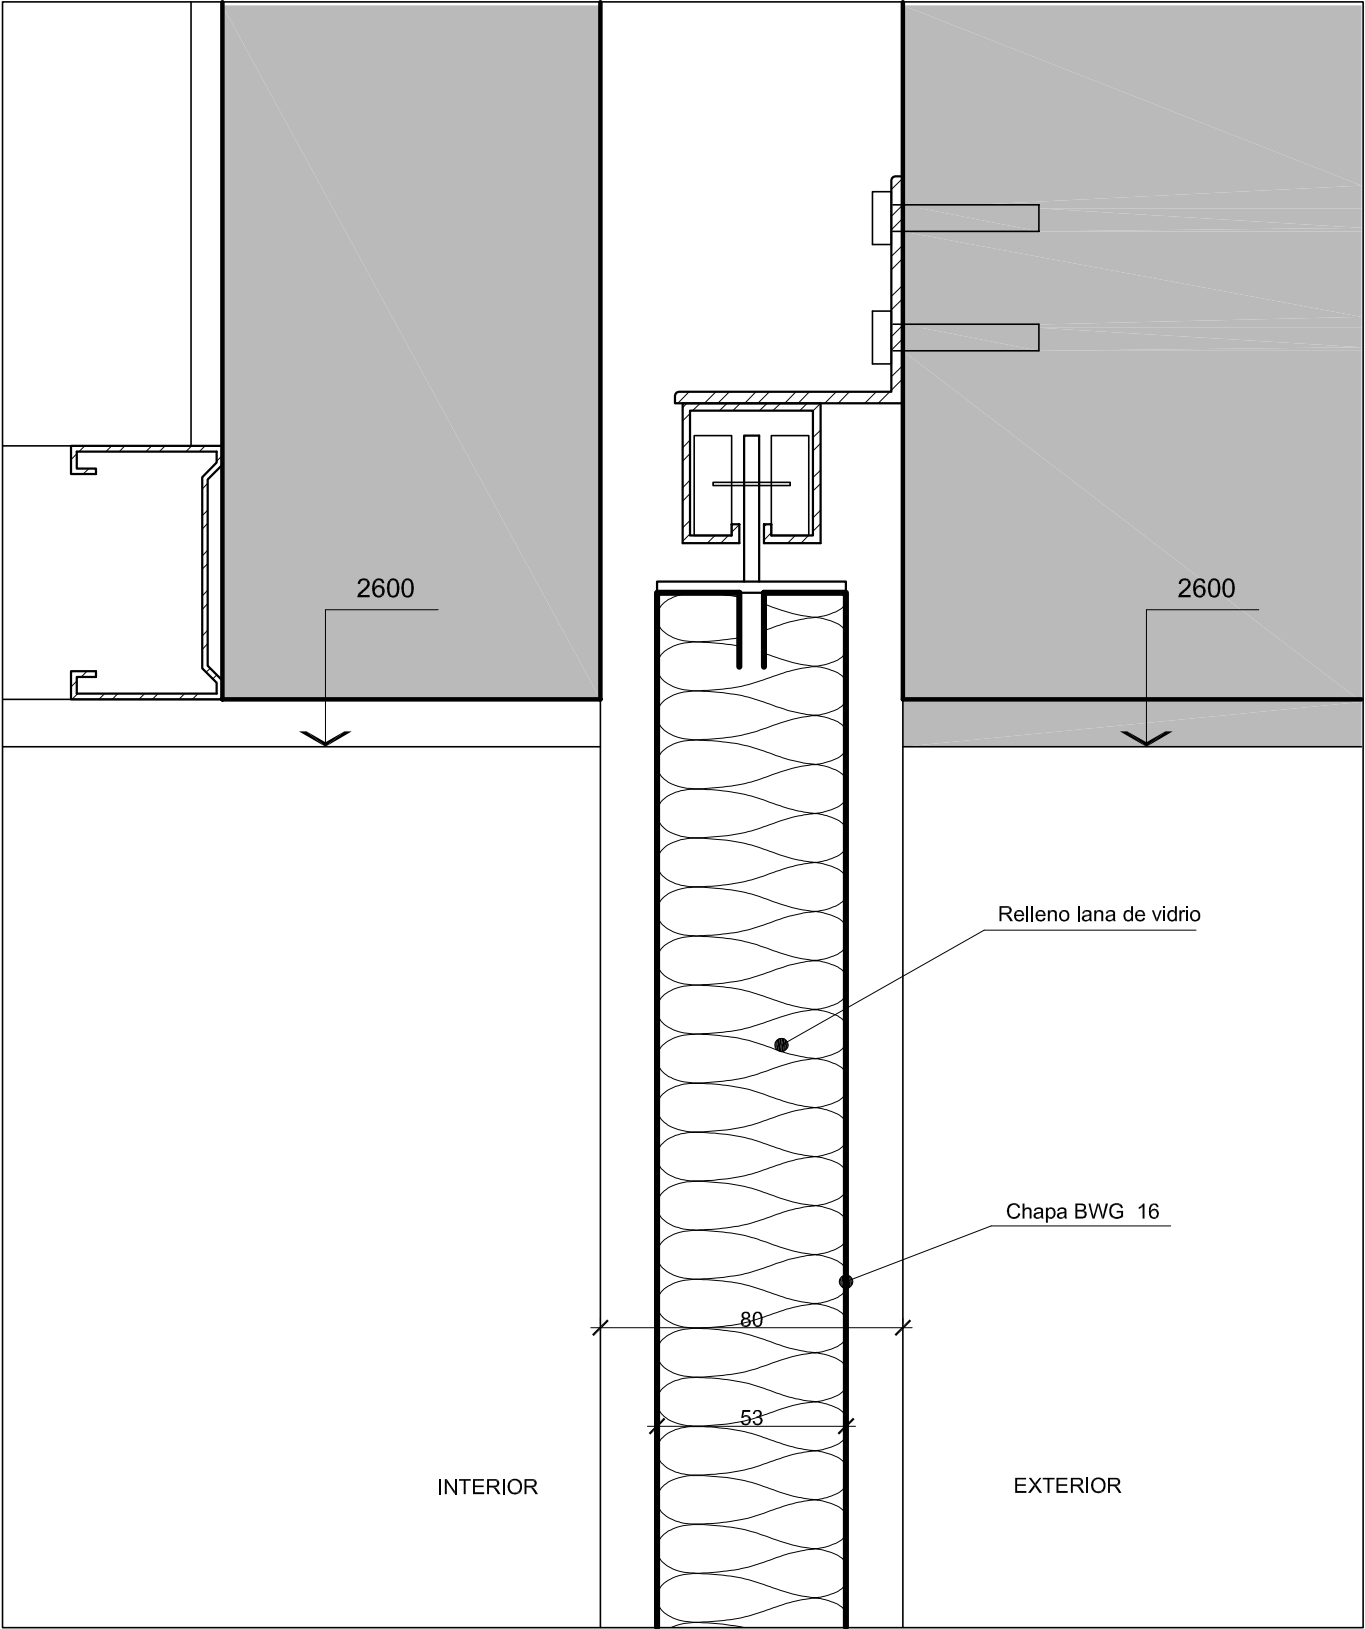 2600
2600
Relleno lana de vidrio
Chapa BWG 16
80
53
INTERIOR
EXTERIOR